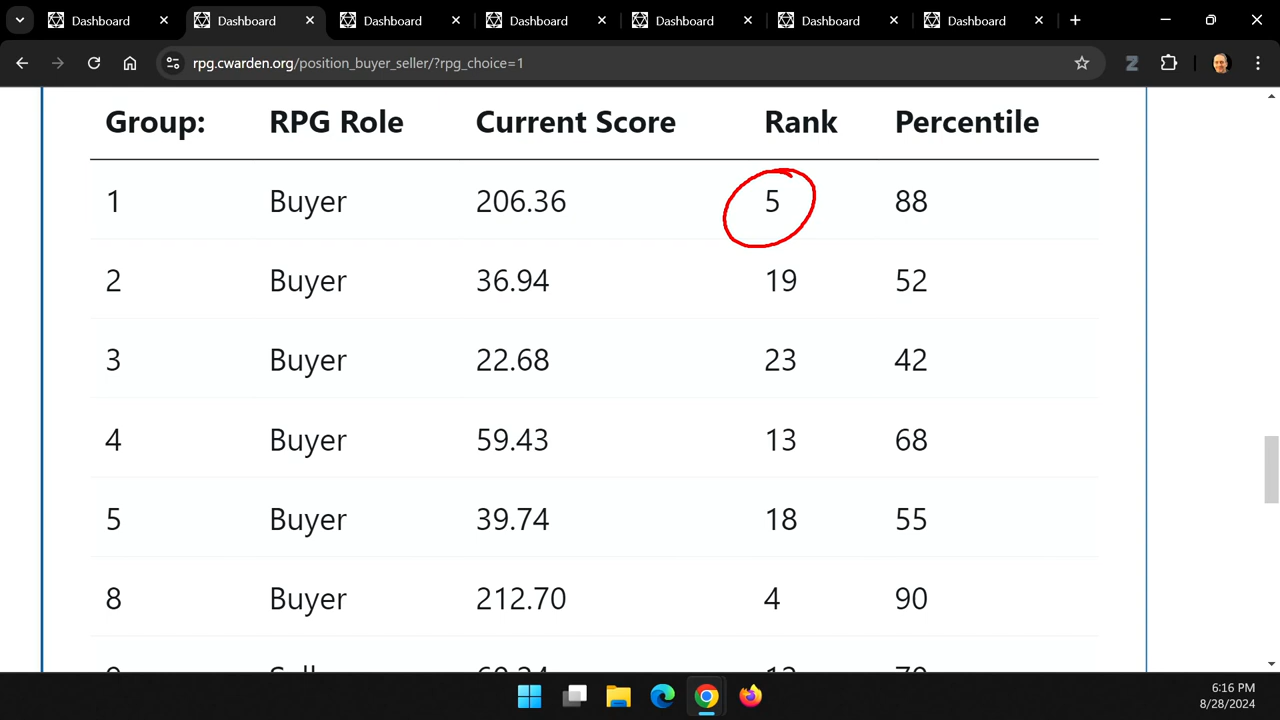 Dashboard Dashboard Dashboard Dashboard Dashboard Dashboard Dashboard
rpg.cwarden.org/position_buyer_seller/?rpg_choice=1
Group: RPG Role Current Score Rank Percentile
1 Buyer 206.36 5 88
2 Buyer 36.94 19 52
3 Buyer 22.68 23 42
4 Buyer 59.43 13 68
5 Buyer 39.74 18 55
8 Buyer 212.70 4 90
6:16 PM
8/28/2024